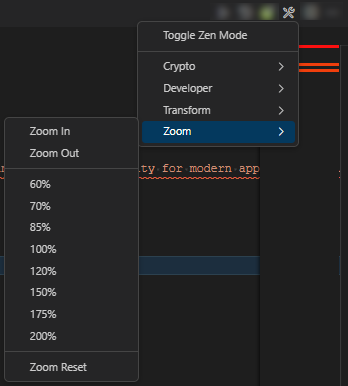 Toggle Zen Mode
Crypto
Developer
Transform
Zoom
Zoom In
Zoom Out
ty for modern app
60%
70%
85%
100%
120%
150%
175%
200%
Zoom Reset